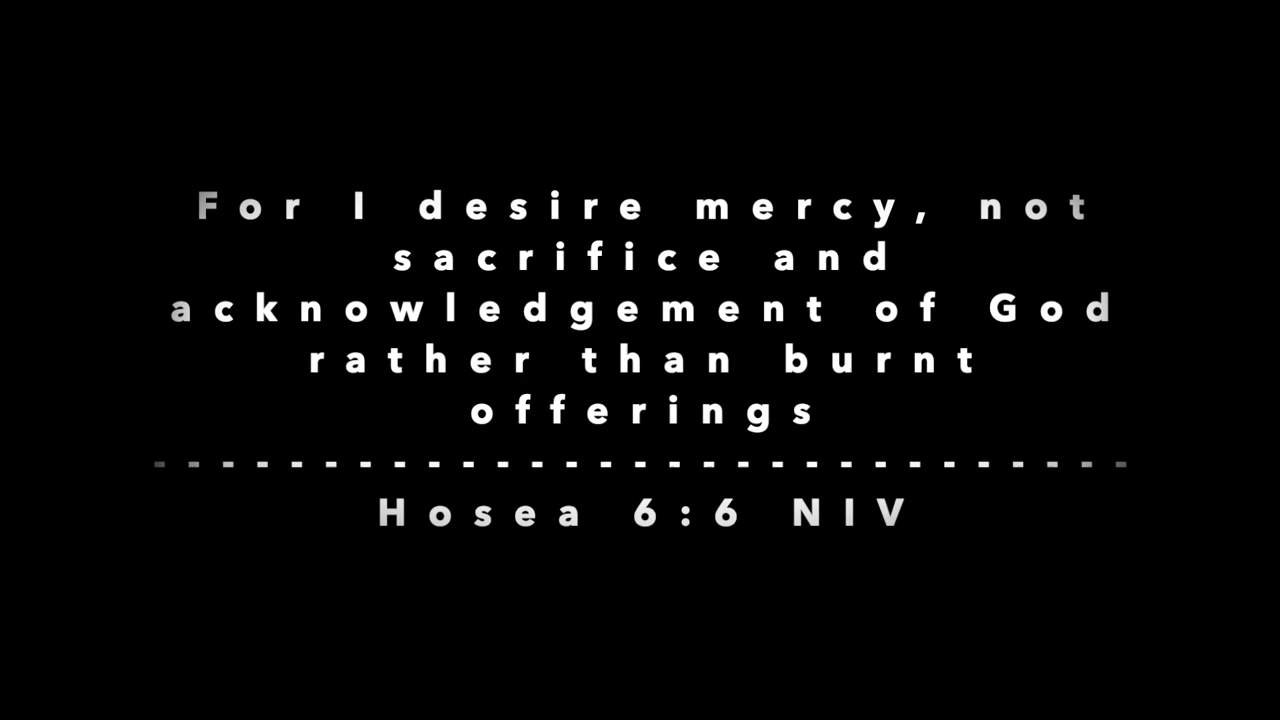 For I desire mercy, not
sacrifice and
acknowledgement of God
rather than burnt
offerings
-----------------------------
Hosea 6:6 NIV